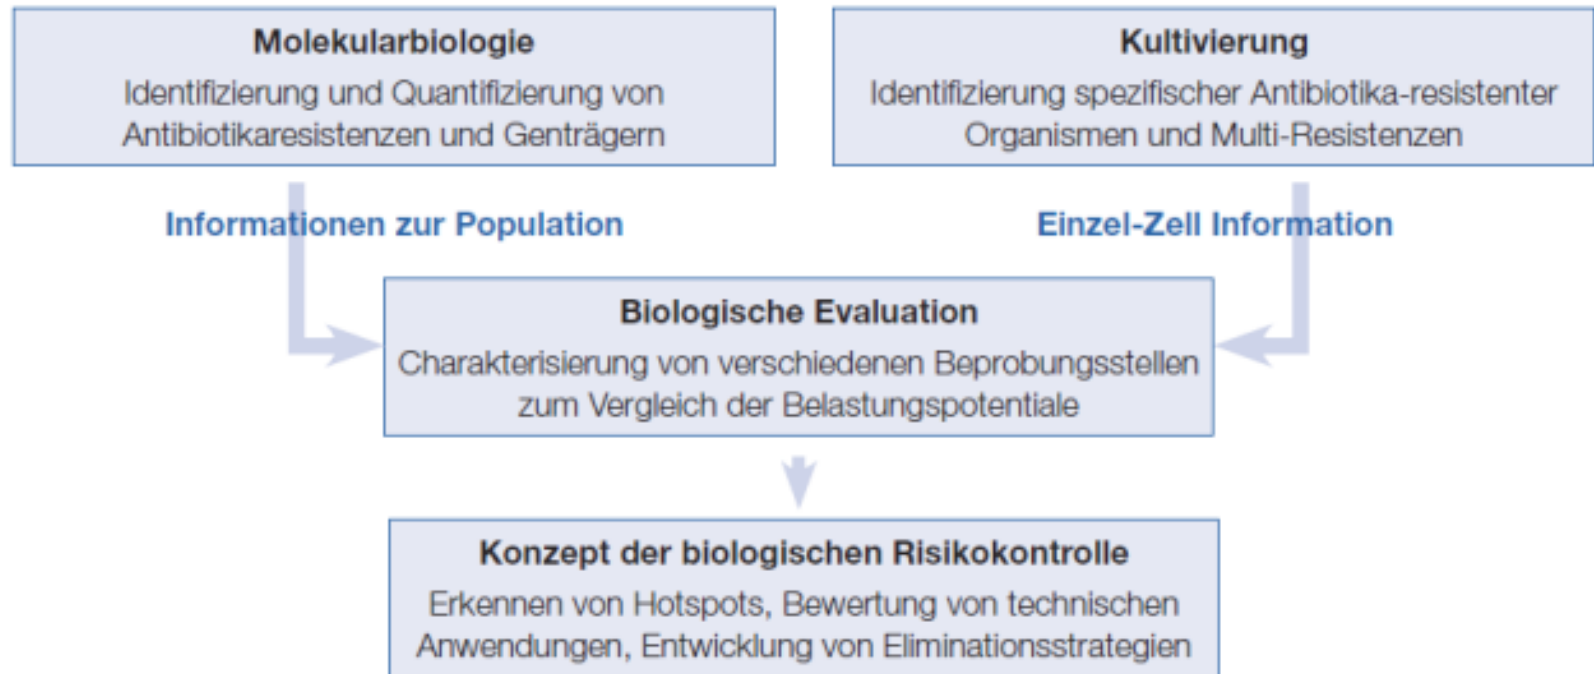 Molekularbiologie
Identifizierung und Quantifizierung von
Antibiotikaresistenzen und Genträgern
Kultivierung
Identifizierung spezifischer Antibiotika-resistenter
Organismen und Multi-Resistenzen
Informationen zur Population
Einzel-Zell Information
Biologische Evaluation
Charakterisierung von verschiedenen Beprobungsstellen
zum Vergleich der Belastungspotentiale
Konzept der biologischen Risikokontrolle
Erkennen von Hotspots, Bewertung von technischen
Anwendungen, Entwicklung von Eliminationsstrategien